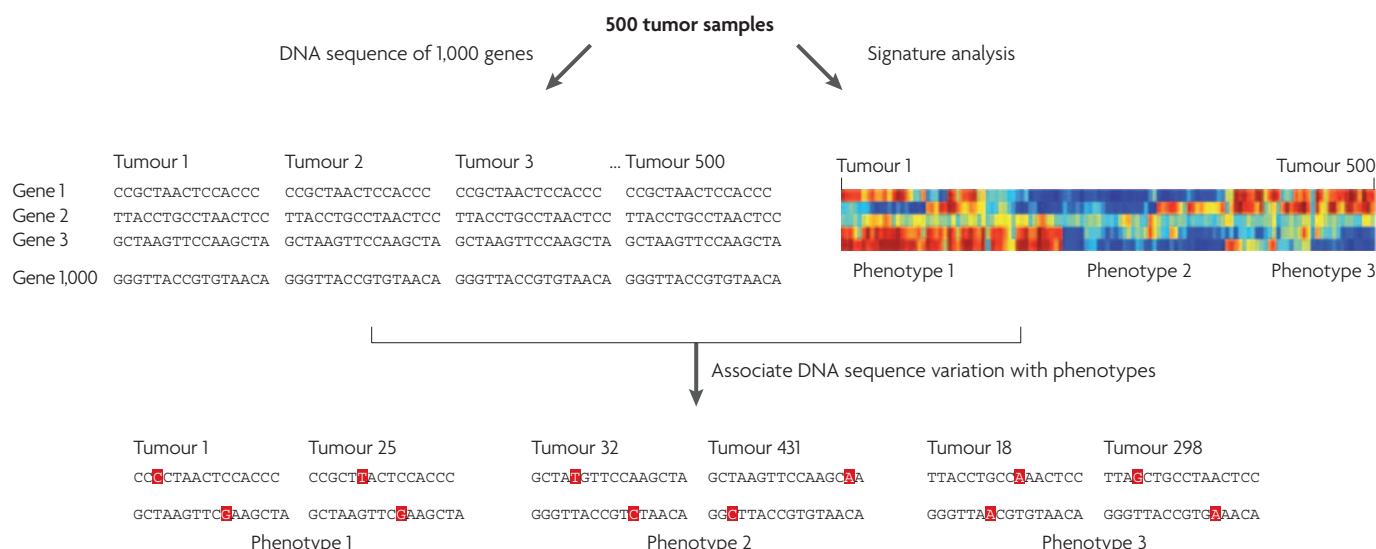 500 tumor samples
DNA sequence of 1,000 genes
Signature analysis
Tumour 1 Tumour 2 Tumour 3 ... Tumour 500
Gene 1 CCGCTAACTCCACCC CCGCTAACTCCACCC CCGCTAACTCCACCC CCGCTAACTCCACCC
Gene 2 TTACCTGCCTAACTCC TTACCTGCCTAACTCC TTACCTGCCTAACTCC TTACCTGCCTAACTCC
Gene 3 GCTAAGTTCCAAGCTA GCTAAGTTCCAAGCTA GCTAAGTTCCAAGCTA GCTAAGTTCCAAGCTA
Gene 1,000 GGGTTACCGTGTAACA GGGTTACCGTGTAACA GGGTTACCGTGTAACA GGGTTACCGTGTAACA
Tumour 1 Tumour 500
Phenotype 1 Phenotype 2 Phenotype 3
Associate DNA sequence variation with phenotypes
Tumour 1 Tumour 25 Tumour 32 Tumour 431 Tumour 18 Tumour 298
CCCCTAACTCCACCC CCGCTTACTCCACCC GCTATGTTCCAAGCTA GCTAAGTTCCAAGCAA TTACCTGCCAAACTCC TTAGCTGCCTAACTCC
GCTAAGTTCGAAGCTA GCTAAGTTCGAAGCTA GGGTTACCGTCTAACA GGCTTACCGTGTAACA GGGTTAACGTGTAACA GGGTTACCGTGAAACA
Phenotype 1 Phenotype 2 Phenotype 3